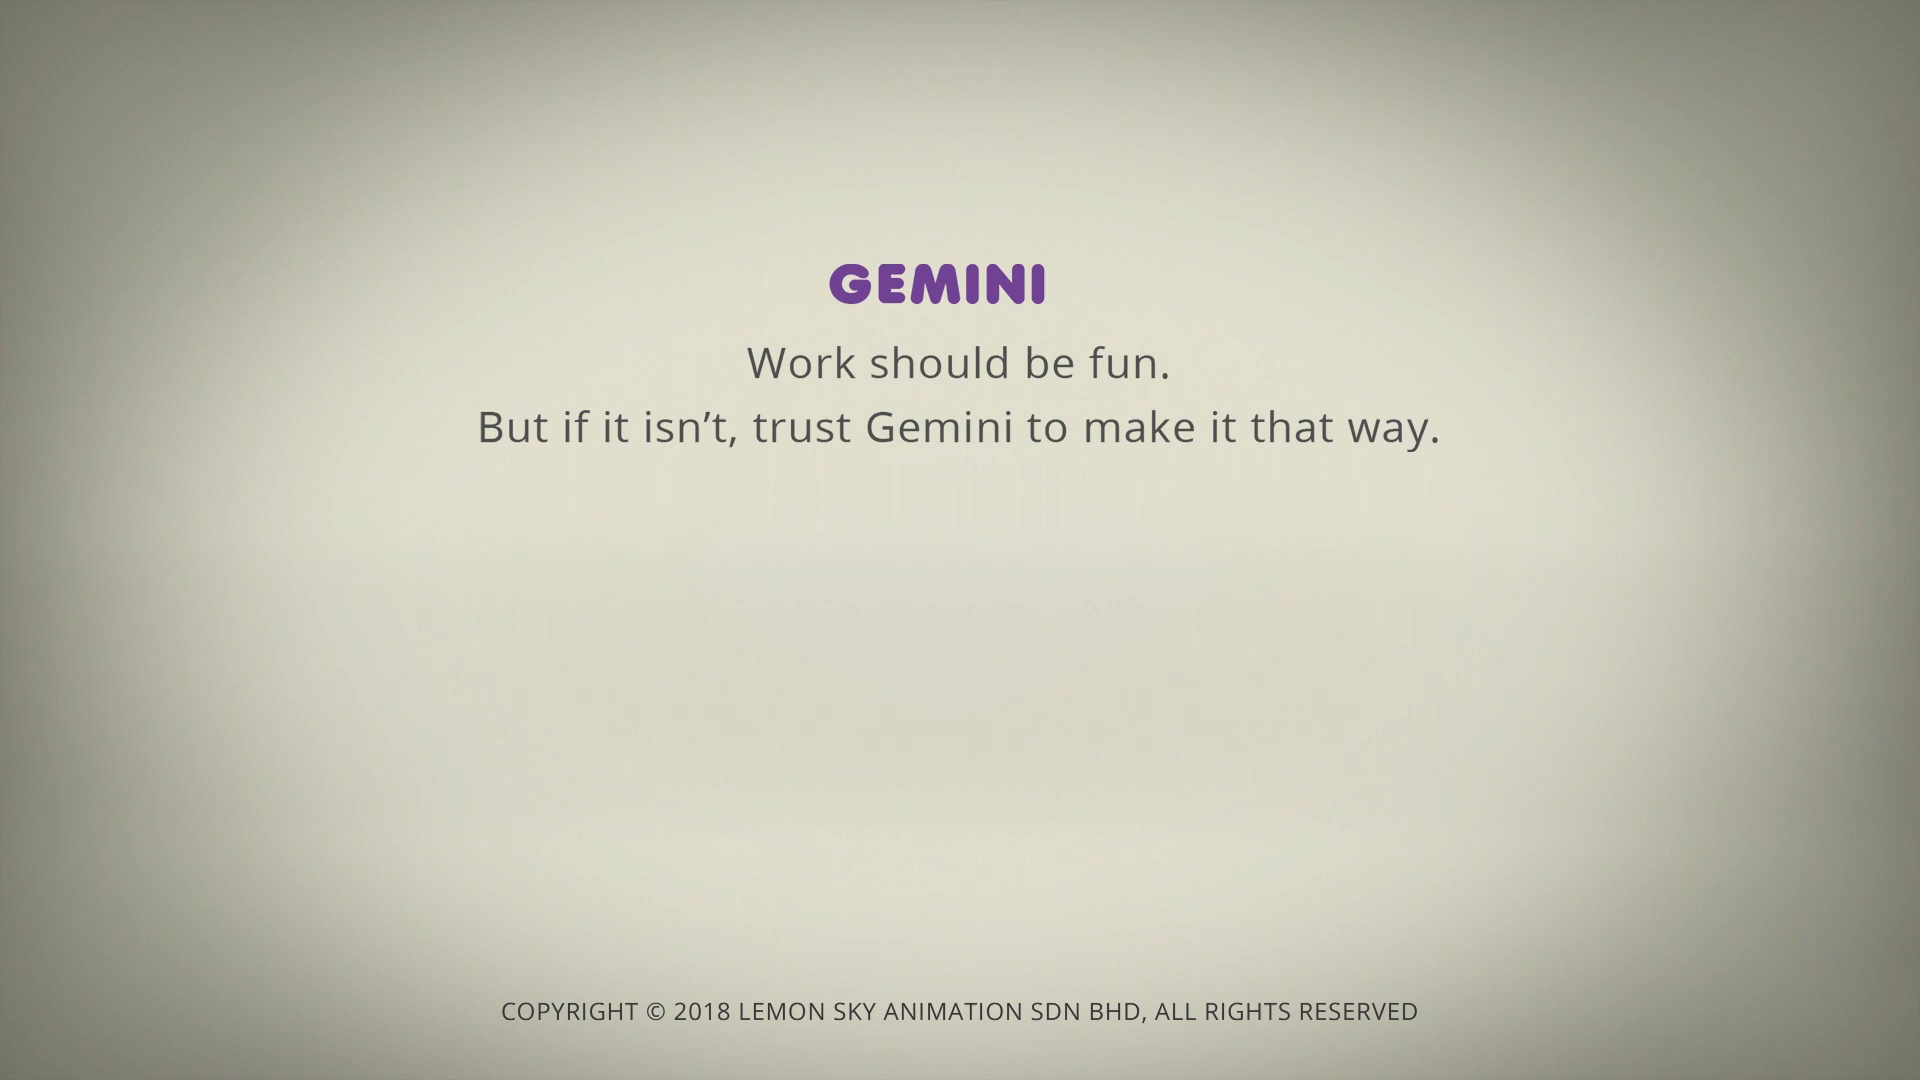 GEMINI
Work should be fun.
But if it isn’t, trust Gemini to make it that way.
COPYRIGHT © 2018 LEMON SKY ANIMATION SDN BHD, ALL RIGHTS RESERVED